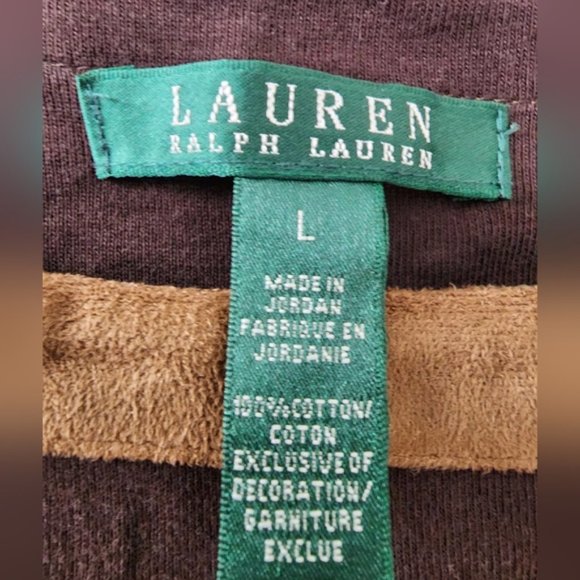 LAUREN
RALPH LAUREN
L
MADE IN
JORDAN
FABRIQUE EN
JORDANIE
100%COTTON/
COTON
EXCLUSIVE OF
DECORATION/
GARNITURE
EXCLUE